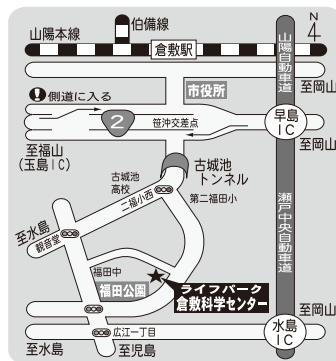 伯備線
N
4
山陽本線
倉敷駅
山陽自動車道
至岡山
市役所
側道に入る
2
笹沖交差点
早島
IC
至岡山
至福山
(玉島IC)
古城池
トンネル
古城池
高校
二福小西
第二福田小
瀬戸中央自動車道
至水島
観音堂
福田中
福田公園
ライフパーク
倉敷科学センター
至岡山
広江一丁目
水島
IC
至水島
至児島